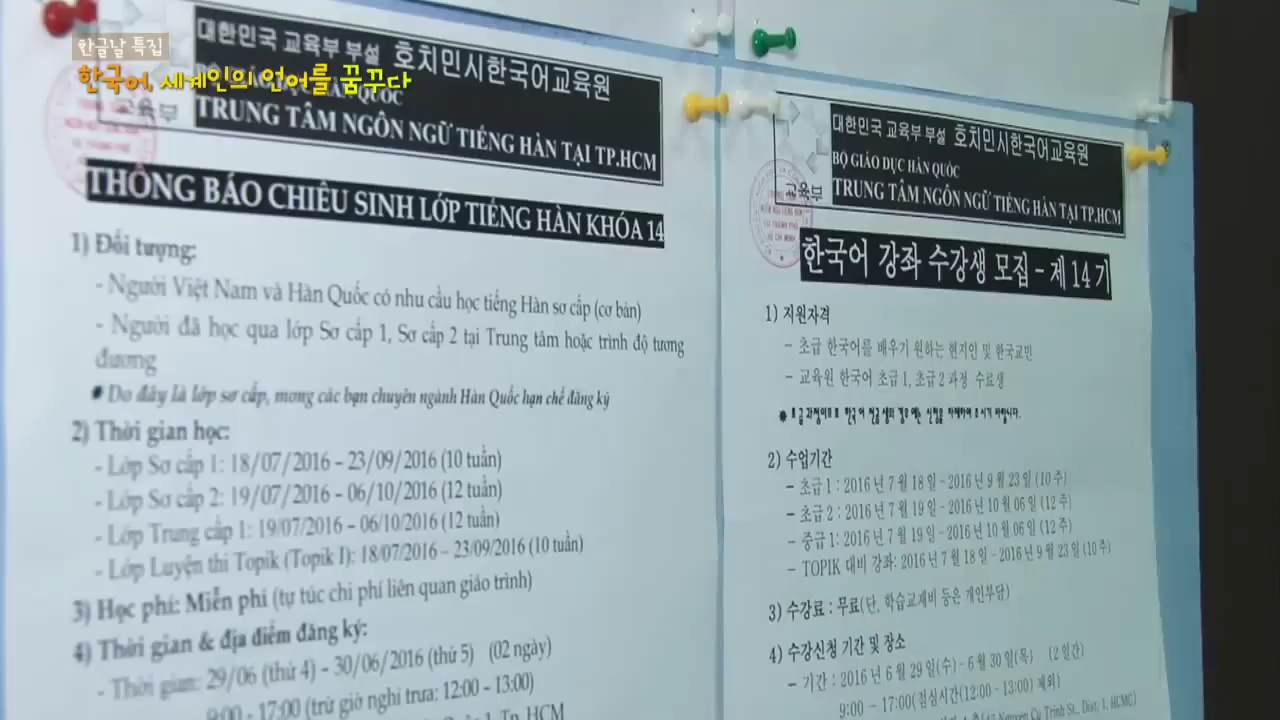 한글날 특집
한국어, 세계인의 언어를 꿈꾸다
대한민국 교육부 부설 호치민시한국어교육원
HÀN QUỐC
교육부
TRUNG TÂM NGÔN NGỮ TIẾNG HÀN TẠI TP.HCM
THÔNG BÁO CHIÊU SINH LỚP TIẾNG HÀN KHÓA 14
1) Đối tượng:
- Người Việt Nam và Hàn Quốc có nhu cầu học tiếng Hàn sơ cấp (cơ bản)
- Người đã học qua lớp Sơ cấp 1, Sơ cấp 2 tại Trung tâm hoặc trình độ tương
đương
Do đây là lớp sơ cấp, mong các bạn chuyên ngành Hàn Quốc hạn chế đăng ký
2) Thời gian học:
- Lớp Sơ cấp 1: 18/07/2016 – 23/09/2016 (10 tuần)
- Lớp Sơ cấp 2: 19/07/2016 – 06/10/2016 (12 tuần)
- Lớp Trung cấp 1: 19/07/2016 – 06/10/2016 (12 tuần)
- Lớp Luyện thi Topik (Topik I): 18/07/2016 – 23/09/2016 (10 tuần)
3) Học phí: Miễn phí (tự túc chi phí liên quan giáo trình)
4) Thời gian & địa điểm đăng ký:
- Thời gian: 29/06 (thứ 4) – 30/06/2016 (thứ 5) (02 ngày)
9:00 - 17:00 (trừ giờ nghỉ trưa: 12:00 – 13:00)
1, Tp. HCM
대한민국 교육부 부설 호치민시한국어교육원
BỘ GIÁO DỤC HÀN QUỐC
교육부
TRUNG TÂM NGÔN NGỮ TIẾNG HÀN TẠI TP.HCM
한국어 강좌 수강생 모집 – 제 14 기
1) 지원자격
– 초급 한국어를 배우기 원하는 현지인 및 한국교민
– 교육원 한국어 초급 1, 초급 2 과정 수료생
2) 수업기간
– 초급 1 : 2016 년 7 월 18 일 – 2016 년 9 월 23 일 (10 주)
– 초급 2 : 2016 년 7 월 19 일 – 2016 년 10 월 06 일 (12 주)
– 중급 1: 2016 년 7 월 19 일 – 2016 년 10 월 06 일 (12 주)
– TOPIK 대비 강좌: 2016 년 7 월 18 일 – 2016 년 9 월 23 일 (10 주)
3) 수강료 : 무료(단, 학습교재비 등은 개인부담)
4) 수강신청 기간 및 장소
– 기간 : 2016 년 6 월 29 일(수) - 6 월 30 일(목) (2 일간)
9:00 – 17:00(점심시간(12:00 - 13:00) 제외)
Nguyen Cu Trinh St., Dist. 1, HCMC)